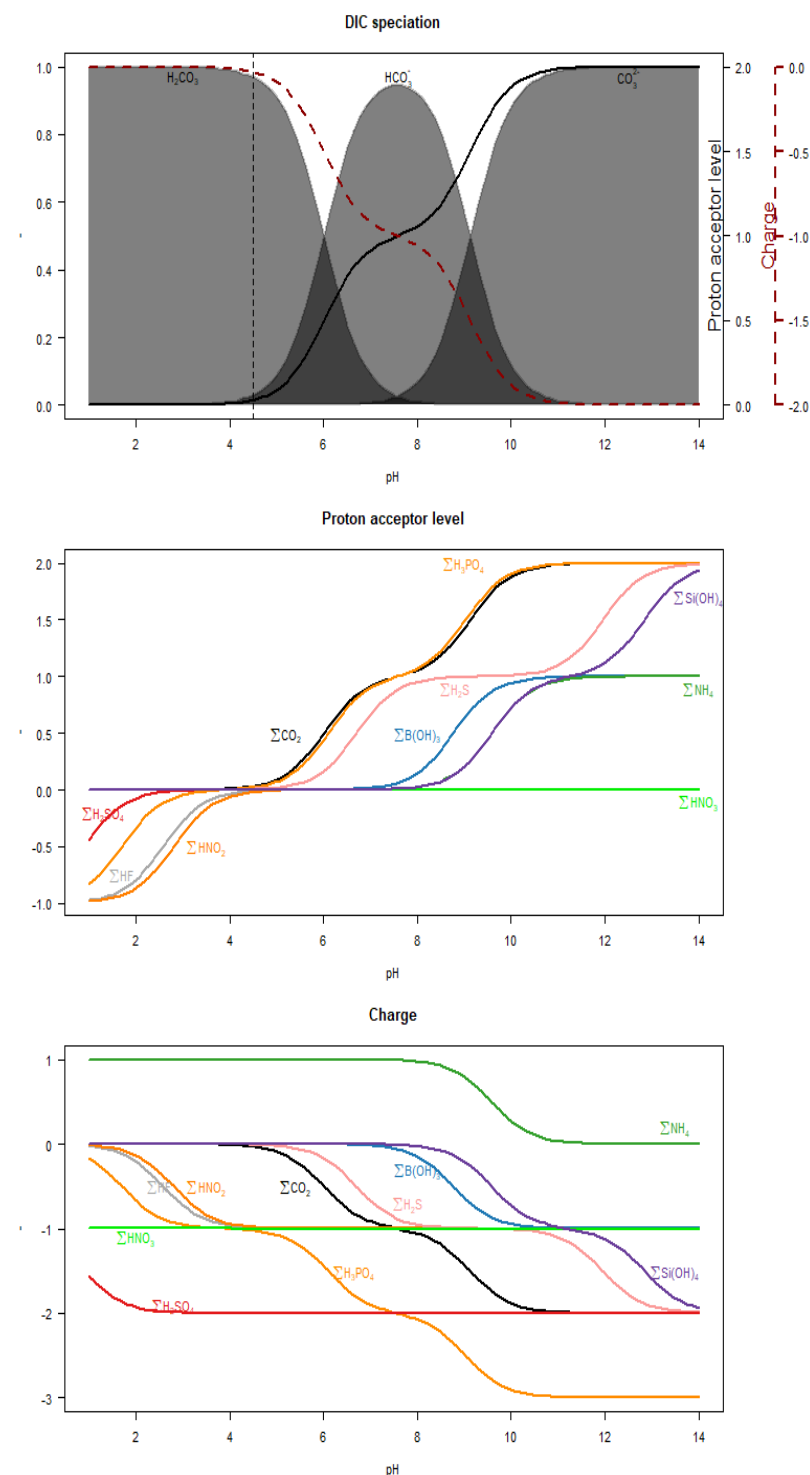 DIC speciation
H₂CO₃
HCO₃⁻
CO₃²⁻
1.0
0.8
0.6
0.4
0.2
0.0
-
2.0
1.5
1.0
0.5
0.0
Proton acceptor level
0.0
-0.5
-1.0
-1.5
-2.0
Charge
2 4 6 8 10 12 14
pH
Proton acceptor level
2.0
1.5
1.0
0.5
0.0
-0.5
-1.0
-
ΣH₃PO₄
ΣSi(OH)₄
ΣH₂S
ΣNH₄
ΣCO₂
ΣB(OH)₃
ΣHNO₃
ΣH₂SO₄
ΣHNO₂
ΣHF
2 4 6 8 10 12 14
pH
Charge
1
0
-1
-2
-3
-
ΣNH₄
ΣB(OH)₃
ΣHF
ΣHNO₂
ΣCO₂
ΣH₂S
ΣHNO₃
ΣH₃PO₄
ΣSi(OH)₄
ΣH₂SO₄
2 4 6 8 10 12 14
pH